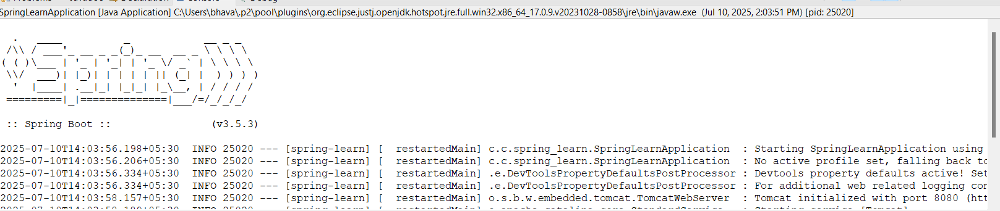 SpringLearnApplication [Java Application] C:\Users\bhava\.p2\pool\plugins\org.eclipse.justj.openjdk.hotspot.jre.full.win32.x86_64_17.0.9.v20231028-0858\jre\bin\javaw.exe (Jul 10, 2025, 2:03:51 PM) [pid: 25020]
  .   ____          _            __ _ _
 /\\ / ___'_ __ _ _(_)_ __  __ _ \ \ \ \
( ( )\___ | '_ | '_| | '_ \/ _` | \ \ \ \
 \\/  ___)| |_)| | | | | || (_| |  ) ) ) )
  '  |____| .__|_| |_|_| |_\__, | / / / /
 =========|_|==============|___/=/_/_/_/
 :: Spring Boot ::                (v3.5.3)
2025-07-10T14:03:56.198+05:30  INFO 25020 --- [spring-learn] [  restartedMain] c.c.spring_learn.SpringLearnApplication  : Starting SpringLearnApplication using
2025-07-10T14:03:56.206+05:30  INFO 25020 --- [spring-learn] [  restartedMain] c.c.spring_learn.SpringLearnApplication  : No active profile set, falling back to
2025-07-10T14:03:56.334+05:30  INFO 25020 --- [spring-learn] [  restartedMain] .e.DevToolsPropertyDefaultsPostProcessor : Devtools property defaults active! Set
2025-07-10T14:03:56.334+05:30  INFO 25020 --- [spring-learn] [  restartedMain] .e.DevToolsPropertyDefaultsPostProcessor : For additional web related logging con
2025-07-10T14:03:58.157+05:30  INFO 25020 --- [spring-learn] [  restartedMain] o.s.b.w.embedded.tomcat.TomcatWebServer  : Tomcat initialized with port 8080 (htt